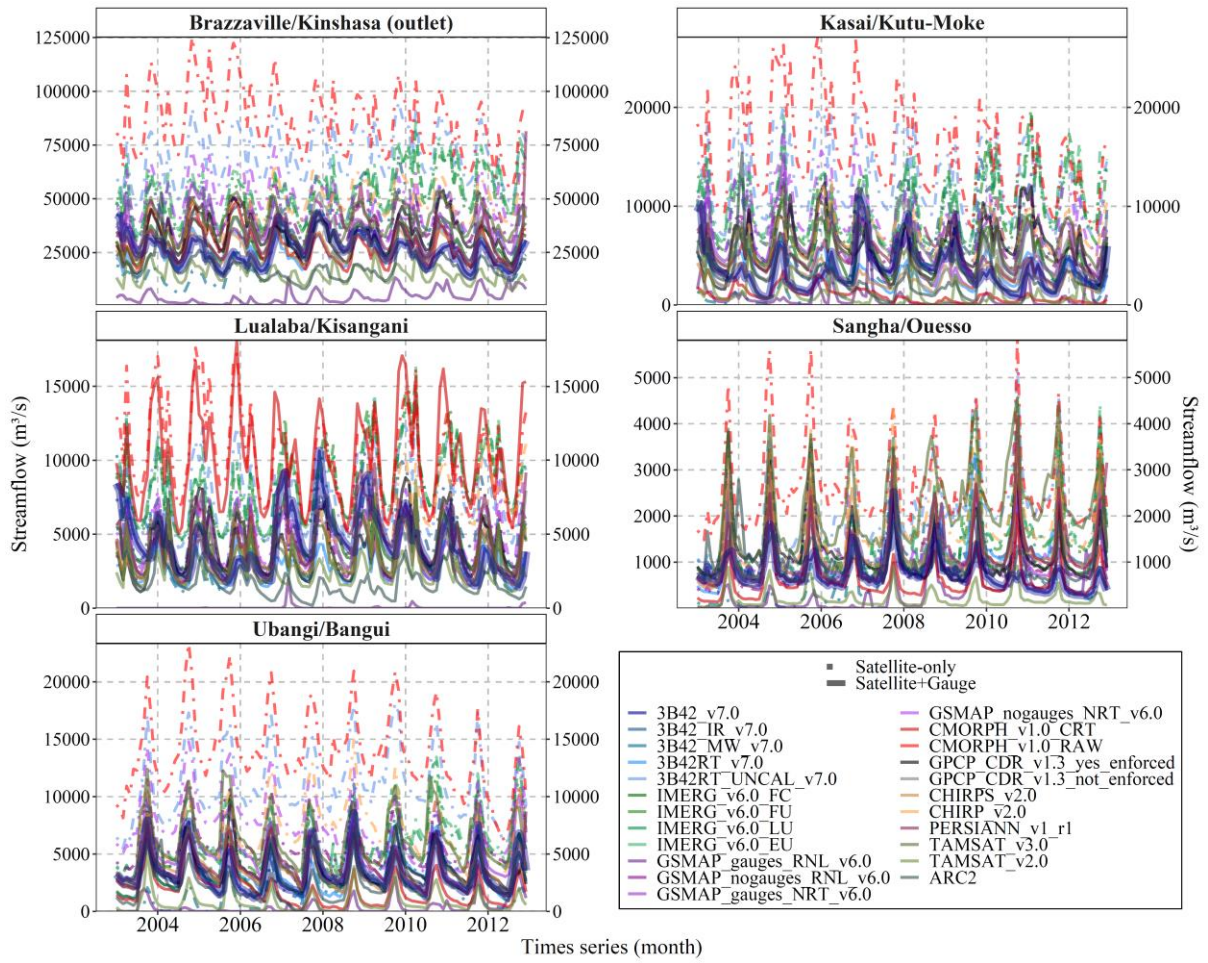 Brazzaville/Kinshasa (outlet)
125000 125000
100000 100000
75000 75000
50000 50000
25000 25000
Kasai/Kutu-Moke
20000 20000
10000 10000
0 0
Lualaba/Kisangani
15000 15000
10000 10000
5000 5000
0 0
Sangha/Ouesso
5000 5000
4000 4000
3000 3000
2000 2000
1000 1000
2004 2006 2008 2010 2012
Ubangi/Bangui
20000 20000
15000 15000
10000 10000
5000 5000
0 0
2004 2006 2008 2010 2012
Streamflow (m³/s)
Streamflow (m³/s)
Times series (month)
Satellite-only
Satellite+Gauge
3B42_v7.0
3B42_IR_v7.0
3B42_MW_v7.0
3B42RT_v7.0
3B42RT_UNCAL_v7.0
IMERG_v6.0_FC
IMERG_v6.0_FU
IMERG_v6.0_LU
IMERG_v6.0_EU
GSMAP_gauges_RNL_v6.0
GSMAP_nogauges_RNL_v6.0
GSMAP_gauges_NRT_v6.0
GSMAP_nogauges_NRT_v6.0
CMORPH_v1.0_CRT
CMORPH_v1.0_RAW
GPCP_CDR_v1.3_yes_enforced
GPCP_CDR_v1.3_not_enforced
CHIRPS_v2.0
CHIRP_v2.0
PERSIANN_v1_r1
TAMSAT_v3.0
TAMSAT_v2.0
ARC2